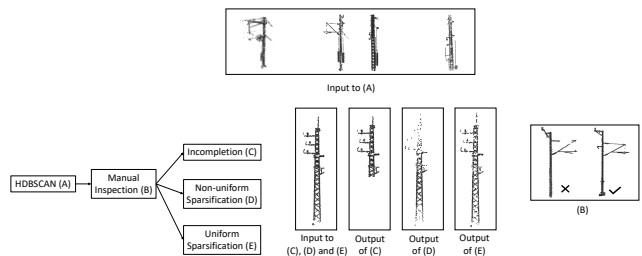 Input to (A)
HDBSCAN (A)
Manual
Inspection (B)
Incompletion (C)
Non-uniform
Sparsification (D)
Uniform
Sparsification (E)
Input to
(C), (D) and (E)
Output
of (C)
Output
of (D)
Output
of (E)
(B)